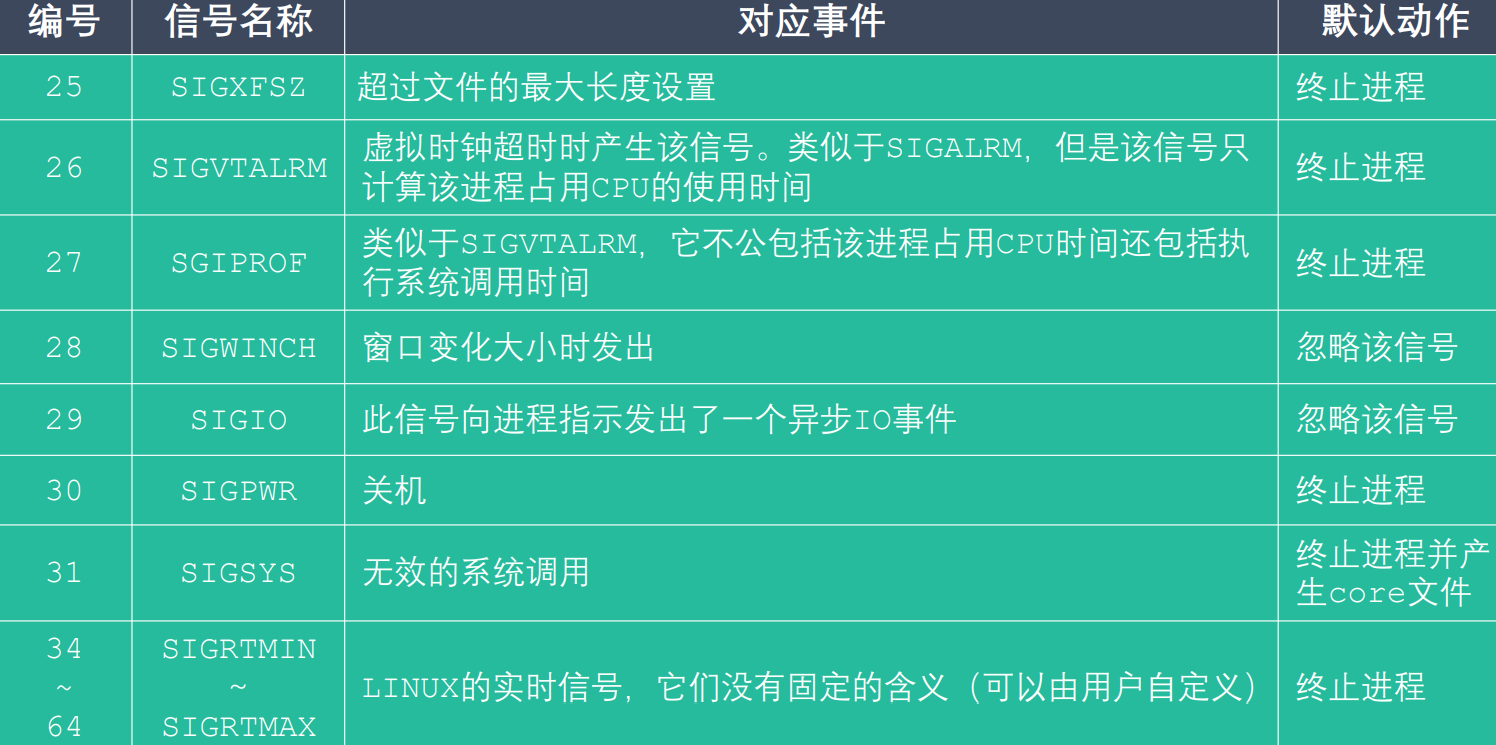 编号 信号名称 对应事件 默认动作
25 SIGXFSZ 超过文件的最大长度设置 终止进程
26 SIGVTALRM 虚拟时钟超时时产生该信号。类似于SIGALRM，但是该信号只
计算该进程占用CPU的使用时间 终止进程
27 SGIPROF 类似于SIGVTALRM，它不公包括该进程占用CPU时间还包括执
行系统调用时间 终止进程
28 SIGWINCH 窗口变化大小时发出 忽略该信号
29 SIGIO 此信号向进程指示发出了一个异步IO事件 忽略该信号
30 SIGPWR 关机 终止进程
31 SIGSYS 无效的系统调用 终止进程并产
生core文件
34
~
64
SIGRTMIN
~
SIGRTMAX
LINUX的实时信号，它们没有固定的含义（可以由用户自定义） 终止进程